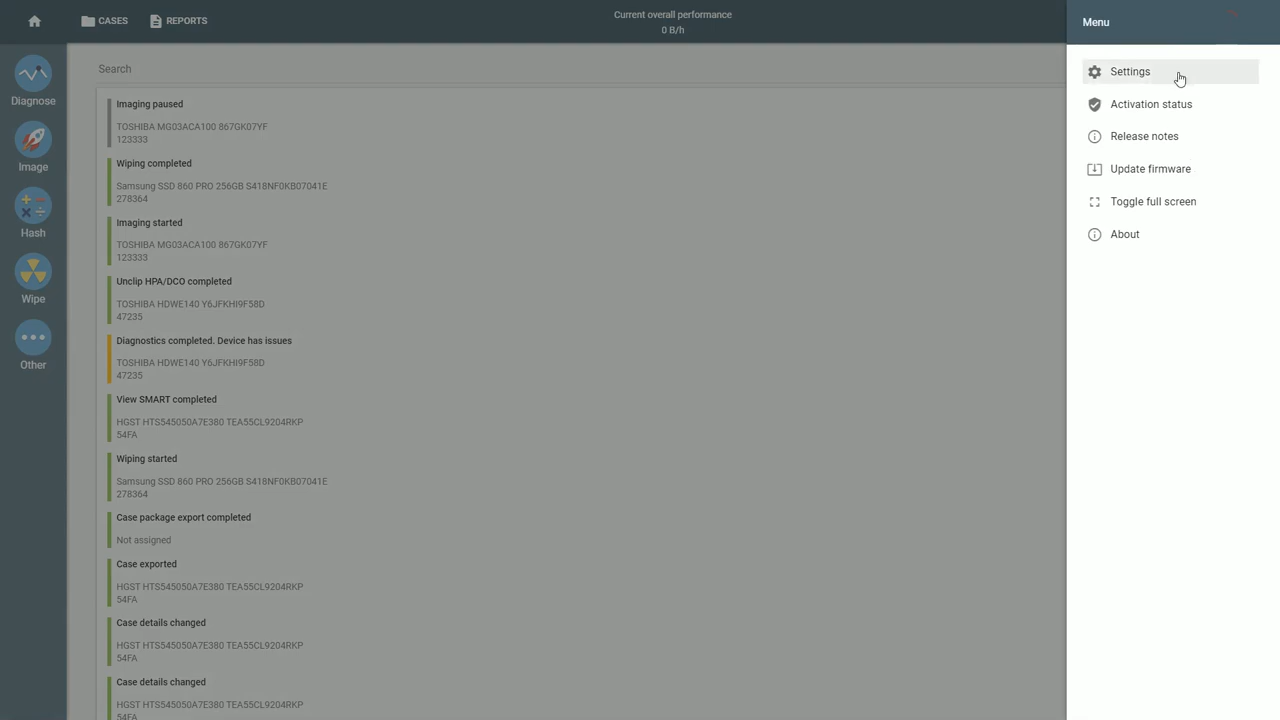 CASES
REPORTS
Current overall performance
0 B/h
Menu
Diagnose
Image
Hash
Wipe
Other
Search
Imaging paused
TOSHIBA MG03ACA100 867GK07YF
123333
Wiping completed
Samsung SSD 860 PRO 256GB S418NF0KB07041E
278364
Imaging started
TOSHIBA MG03ACA100 867GK07YF
123333
Unclip HPA/DCO completed
TOSHIBA HDWE140 Y6JFKHI9F58D
47235
Diagnostics completed. Device has issues
TOSHIBA HDWE140 Y6JFKHI9F58D
47235
View SMART completed
HGST HTS545050A7E380 TEA55CL9204RKP
54FA
Wiping started
Samsung SSD 860 PRO 256GB S418NF0KB07041E
278364
Case package export completed
Not assigned
Case exported
HGST HTS545050A7E380 TEA55CL9204RKP
54FA
Case details changed
HGST HTS545050A7E380 TEA55CL9204RKP
54FA
Case details changed
HGST HTS545050A7E380 TEA55CL9204RKP
54FA
Settings
Activation status
Release notes
Update firmware
Toggle full screen
About